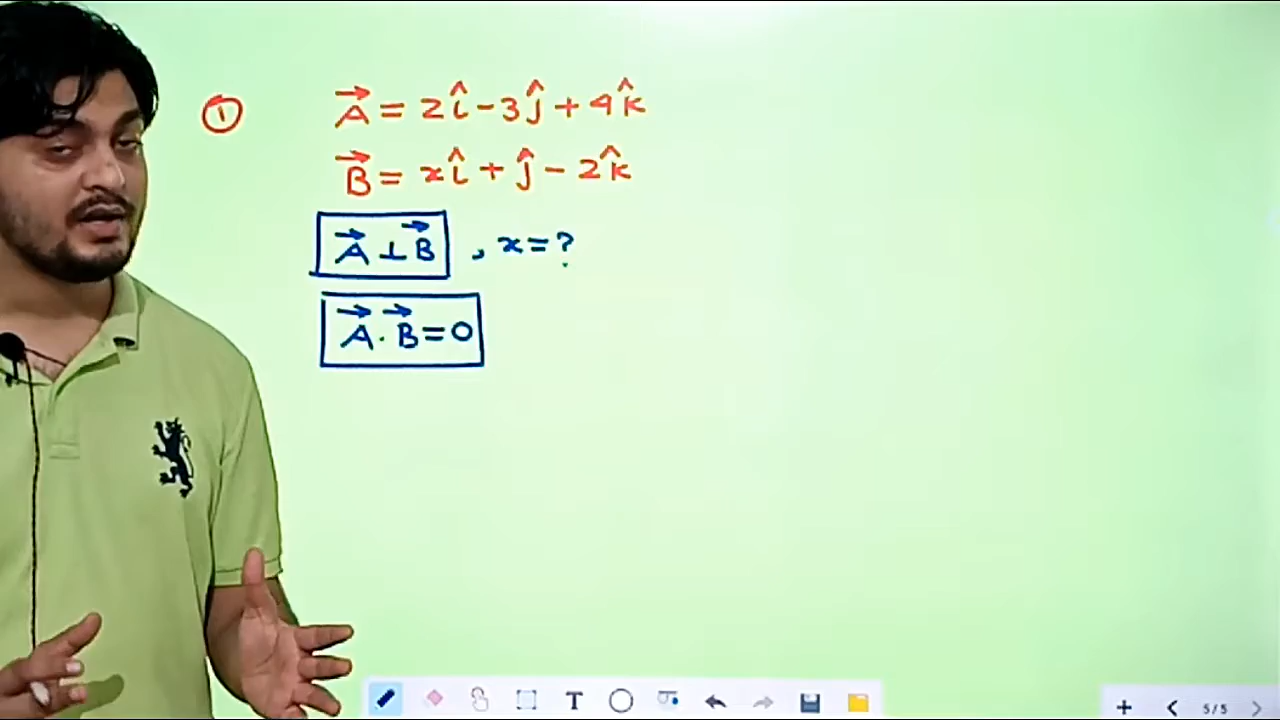 ① A⃗ = 2î - 3ĵ + 4k̂
B⃗ = xî + ĵ - 2k̂
A⃗ ⊥ B⃗ , x = ?
A⃗ · B⃗ = 0
T
5/5